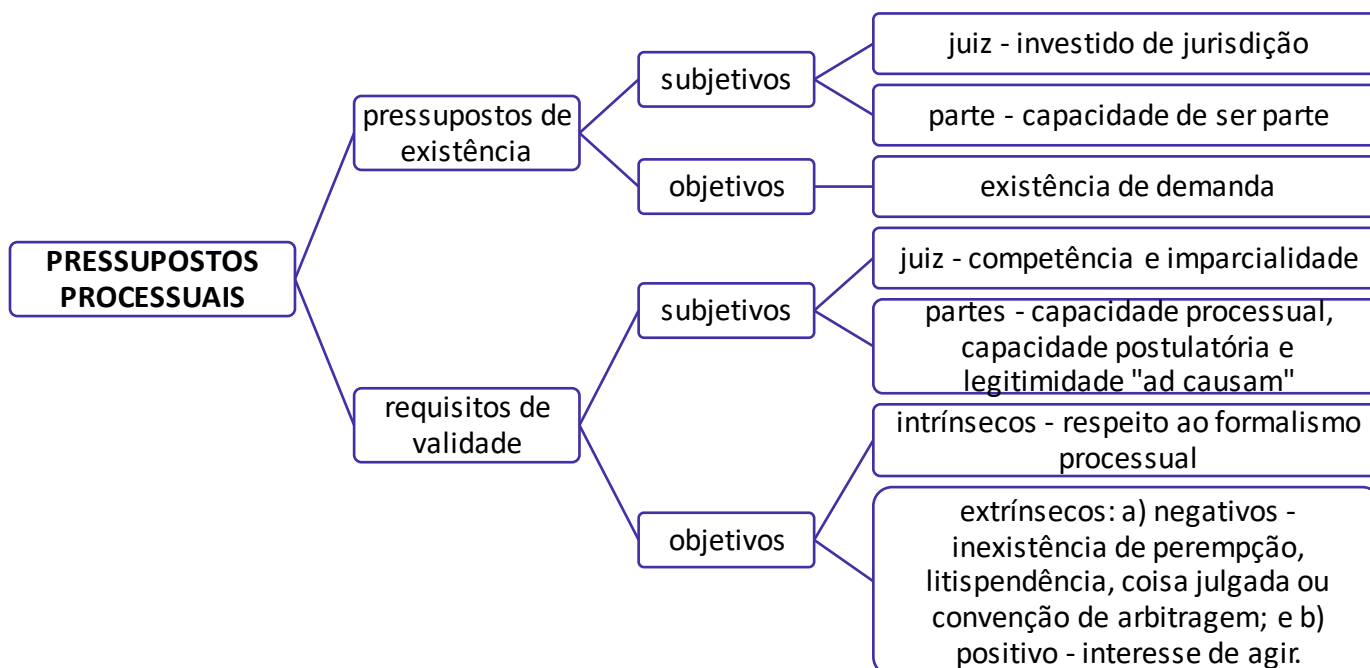 PRESSUPOSTOS
PROCESSUAIS
pressupostos de
existência
subjetivos
juiz - investido de jurisdição
parte - capacidade de ser parte
objetivos
existência de demanda
requisitos de
validade
subjetivos
juiz - competência e imparcialidade
partes - capacidade processual,
capacidade postulatória e
legitimidade "ad causam"
objetivos
intrínsecos - respeito ao formalismo
processual
extrínsecos: a) negativos -
inexistência de perempção,
litispendência, coisa julgada ou
convenção de arbitragem; e b)
positivo - interesse de agir.